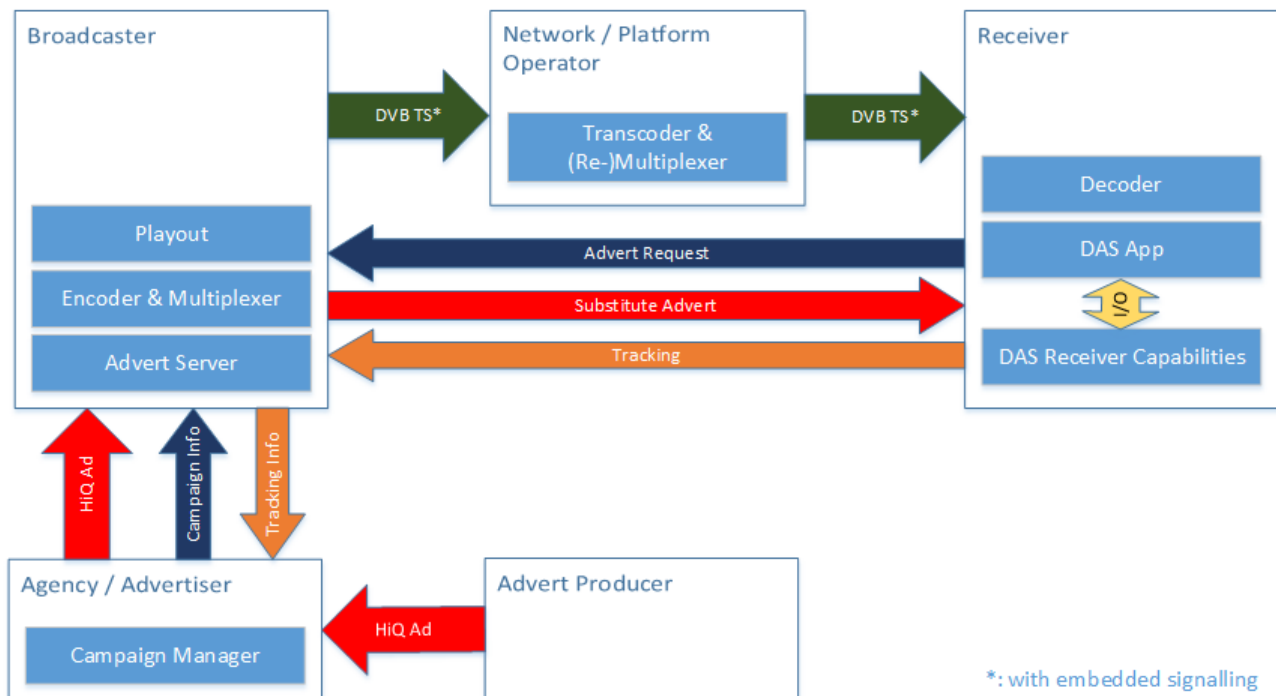 Broadcaster
Network / Platform
Operator
Receiver
DVB TS*
DVB TS*
Transcoder &
(Re-)Multiplexer
Decoder
Playout
Advert Request
DAS App
Encoder & Multiplexer
Substitute Advert
I/O
Advert Server
Tracking
DAS Receiver Capabilities
HiQ Ad
Campaign Info
Tracking Info
Agency / Advertiser
Advert Producer
HiQ Ad
Campaign Manager
*: with embedded signalling